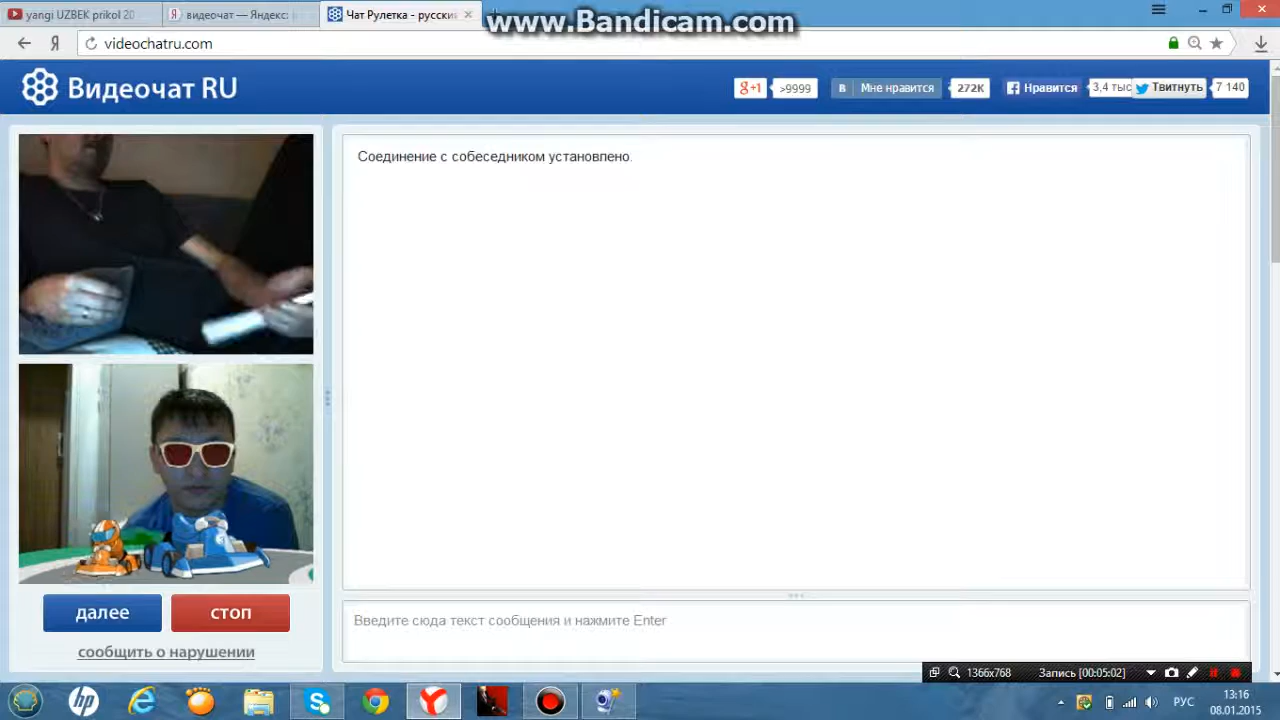 yangi UZBEK prikol 20
видеочат — Яндекс:
Чат Рулетка - русски
www.Bandicam.com
Я
videochatru.com
Видеочат RU
g+1 >9999
В Мне нравится 272K
Нравится 3,4 тыс
Твитнуть 7 140
Соединение с собеседником установлено.
далее
стоп
сообщить о нарушении
Введите сюда текст сообщения и нажмите Enter
1366x768 Запись [00:05:02]
hp
РУС
13:16
08.01.2015